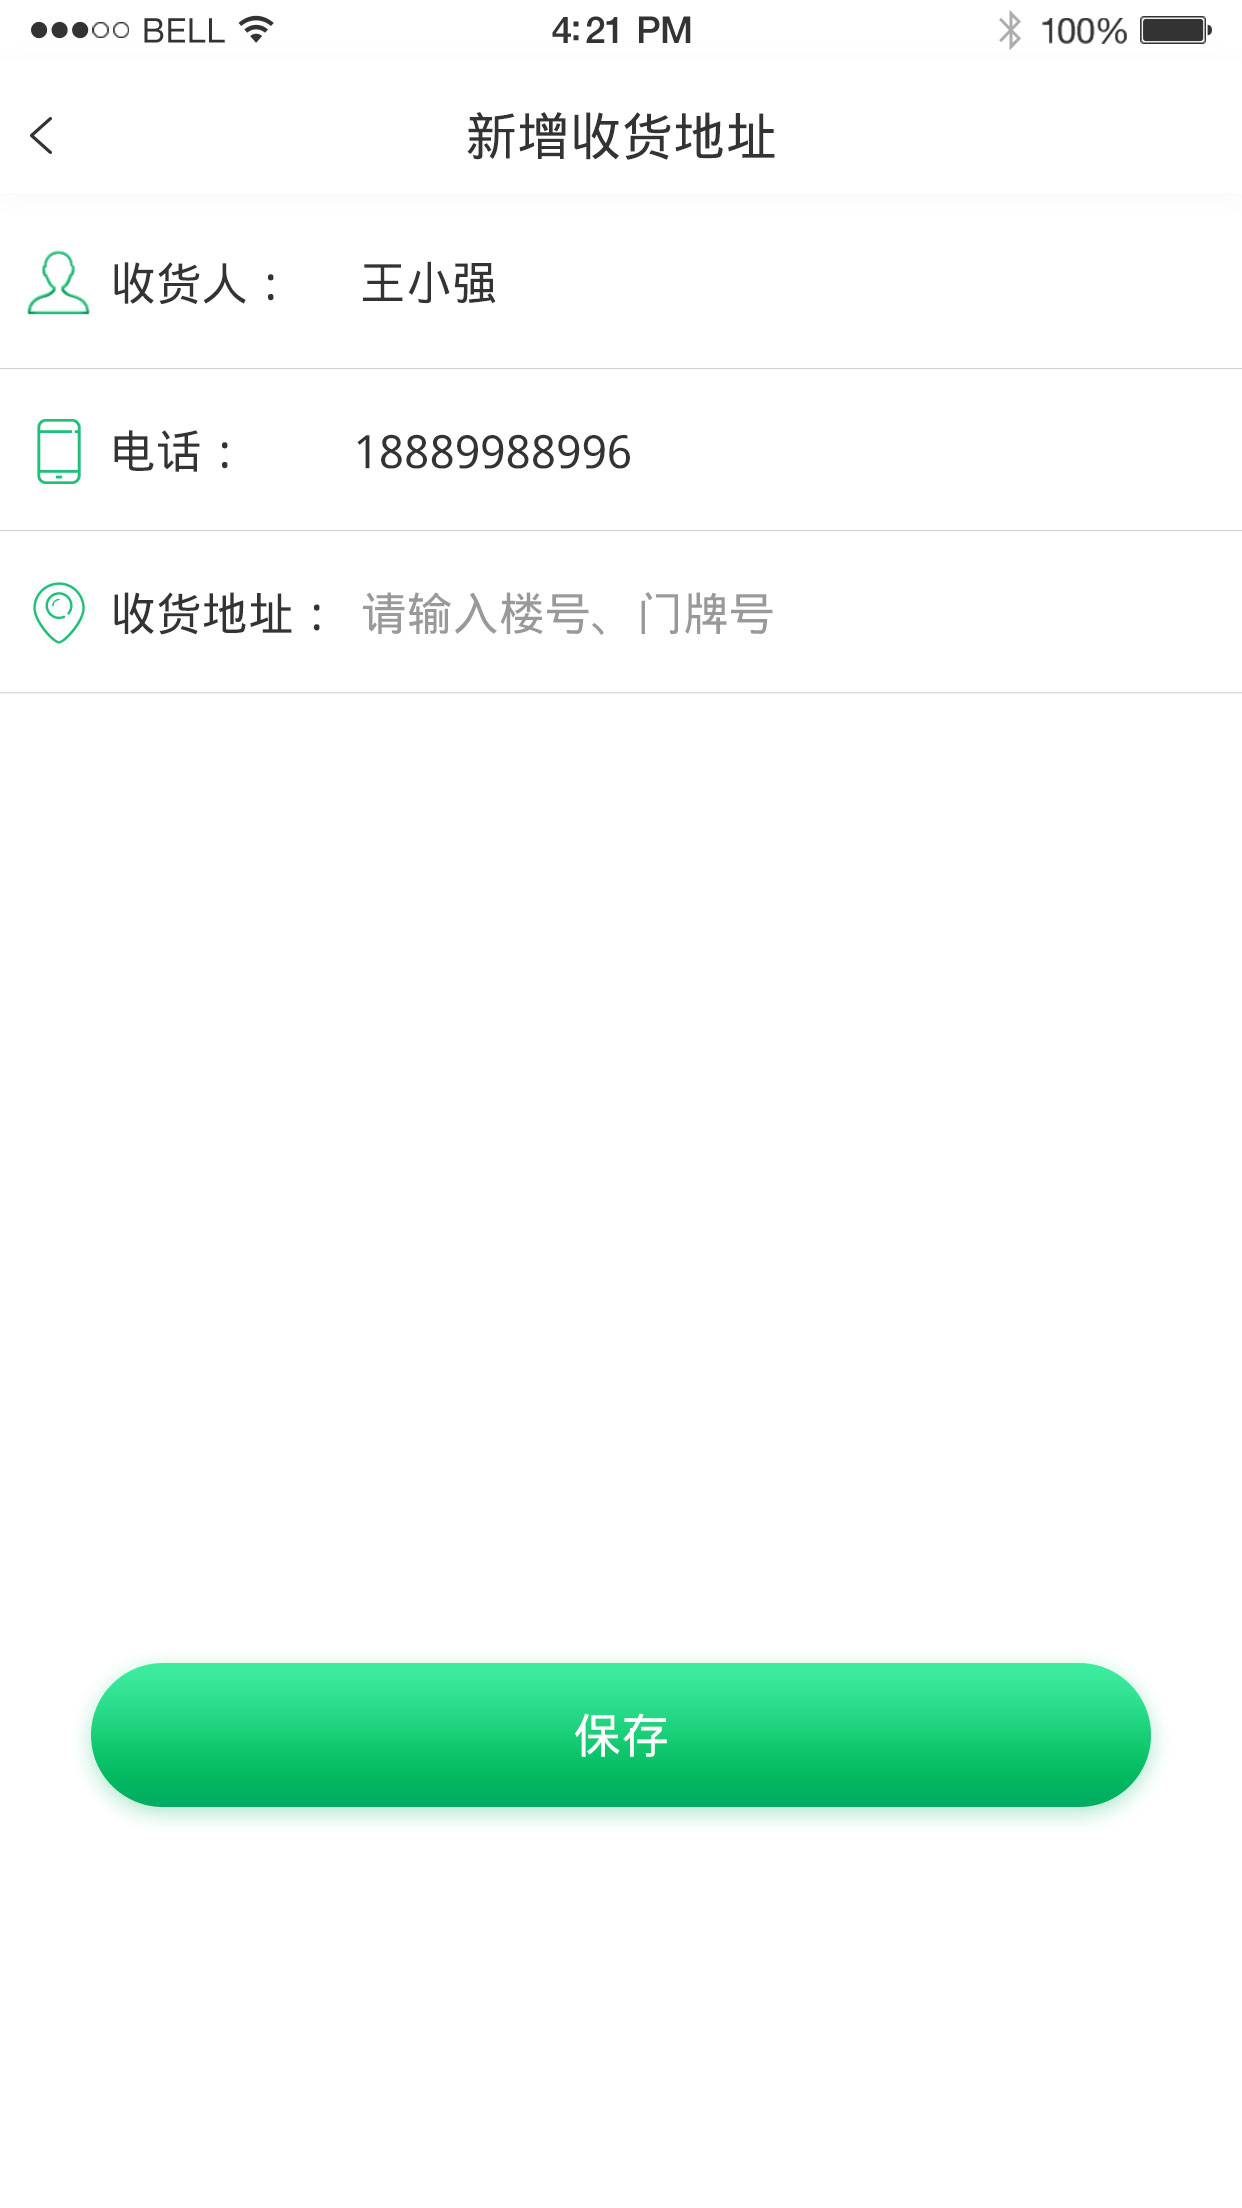 BELL 4:21 PM 100%
新增收货地址
收货人： 王小强
电话： 18889988996
收货地址： 请输入楼号、门牌号
保存